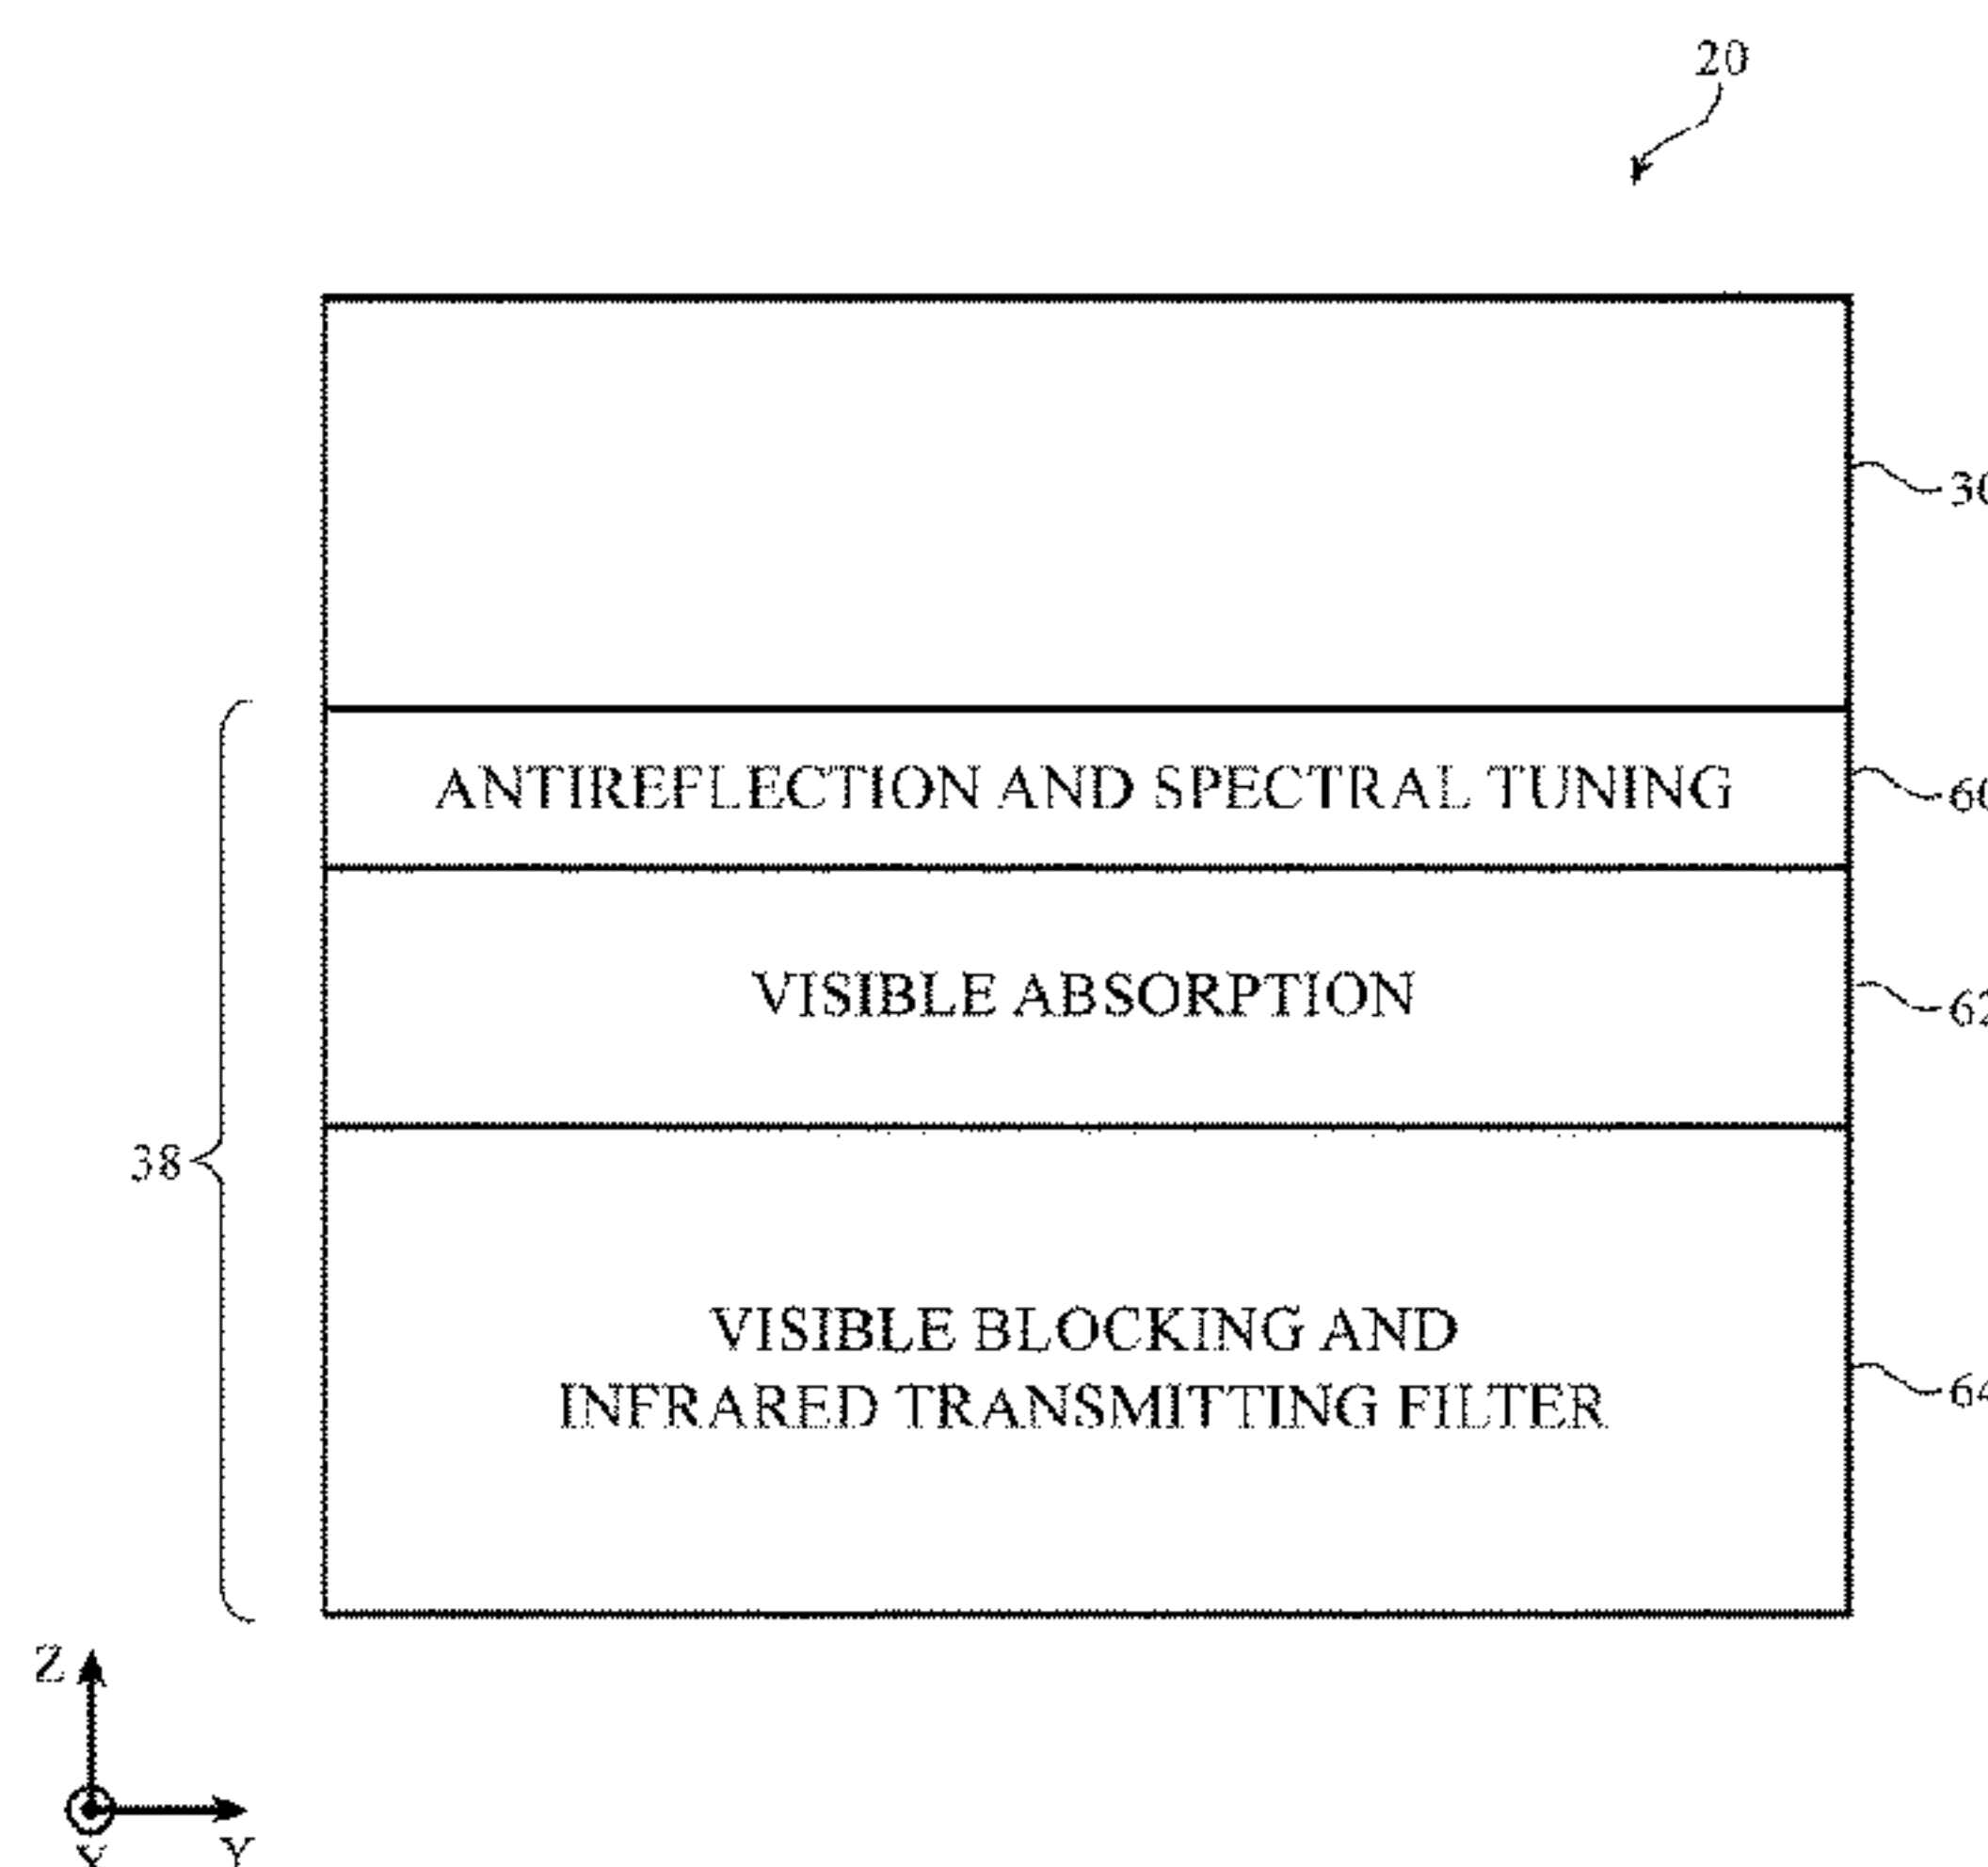 20
30
ANTIREFLECTION AND SPECTRAL TUNING
60
VISIBLE ABSORPTION
62
38
VISIBLE BLOCKING AND
INFRARED TRANSMITTING FILTER
64
Z
X
Y